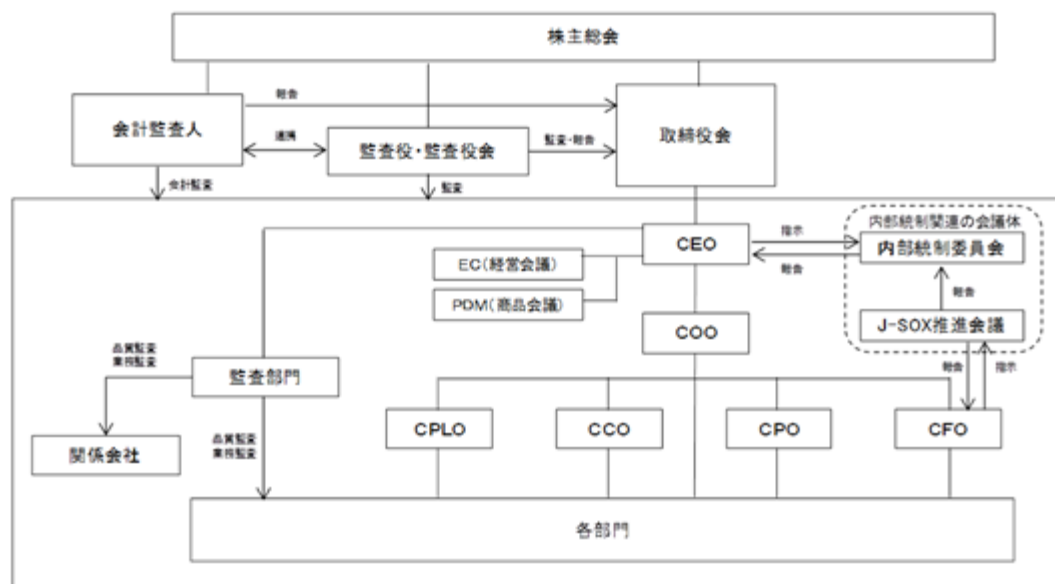 株主総会
報告
会計監査人
連携
監査役・監査役会
監査・報告
取締役会
会計監査
監査
内部統制関連の会議体
CEO
指示
内部統制委員会
EC(経営会議)
報告
PDM(商品会議)
報告
COO
J-SOX推進会議
品質監査
業務監査
監査部門
報告
指示
CPLO
CCO
CPO
CFO
関係会社
品質監査
業務監査
各部門